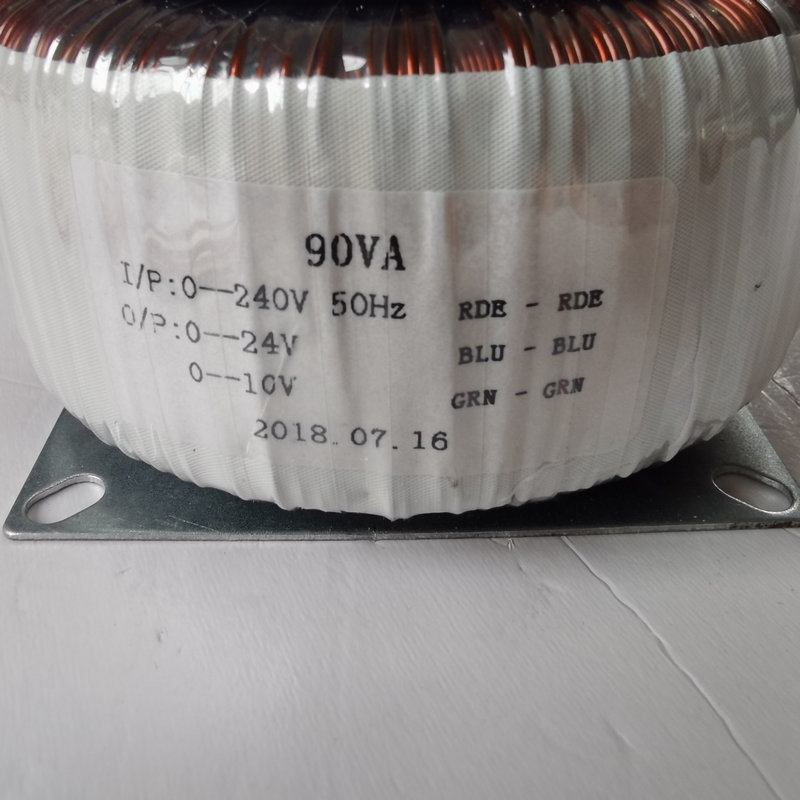 90VA
I/P:0--240V 50Hz RDE - RDE
O/P:0--24V BLU - BLU
0--10V GRN - GRN
2018.07.16